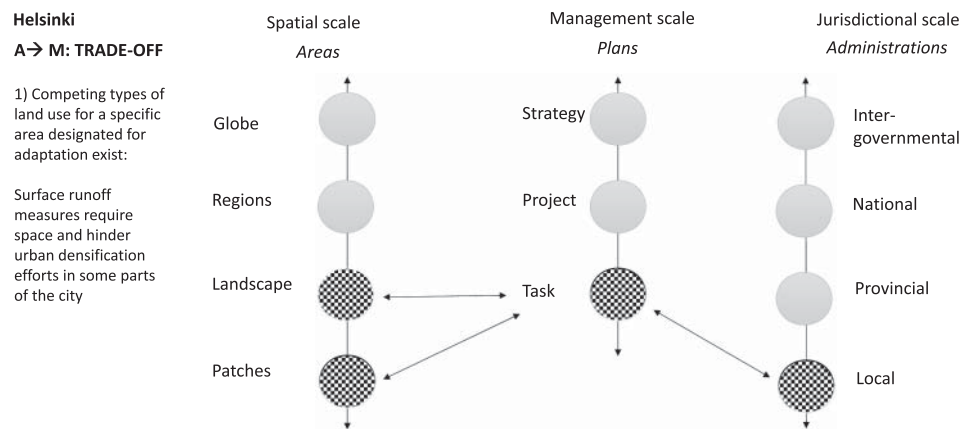 Helsinki
A→ M: TRADE-OFF
1) Competing types of
land use for a specific
area designated for
adaptation exist:
Surface runoff
measures require
space and hinder
urban densification
efforts in some parts
of the city
Spatial scale
Areas
Globe
Regions
Landscape
Patches
Management scale
Plans
Strategy
Project
Task
Jurisdictional scale
Administrations
Inter-
governmental
National
Provincial
Local